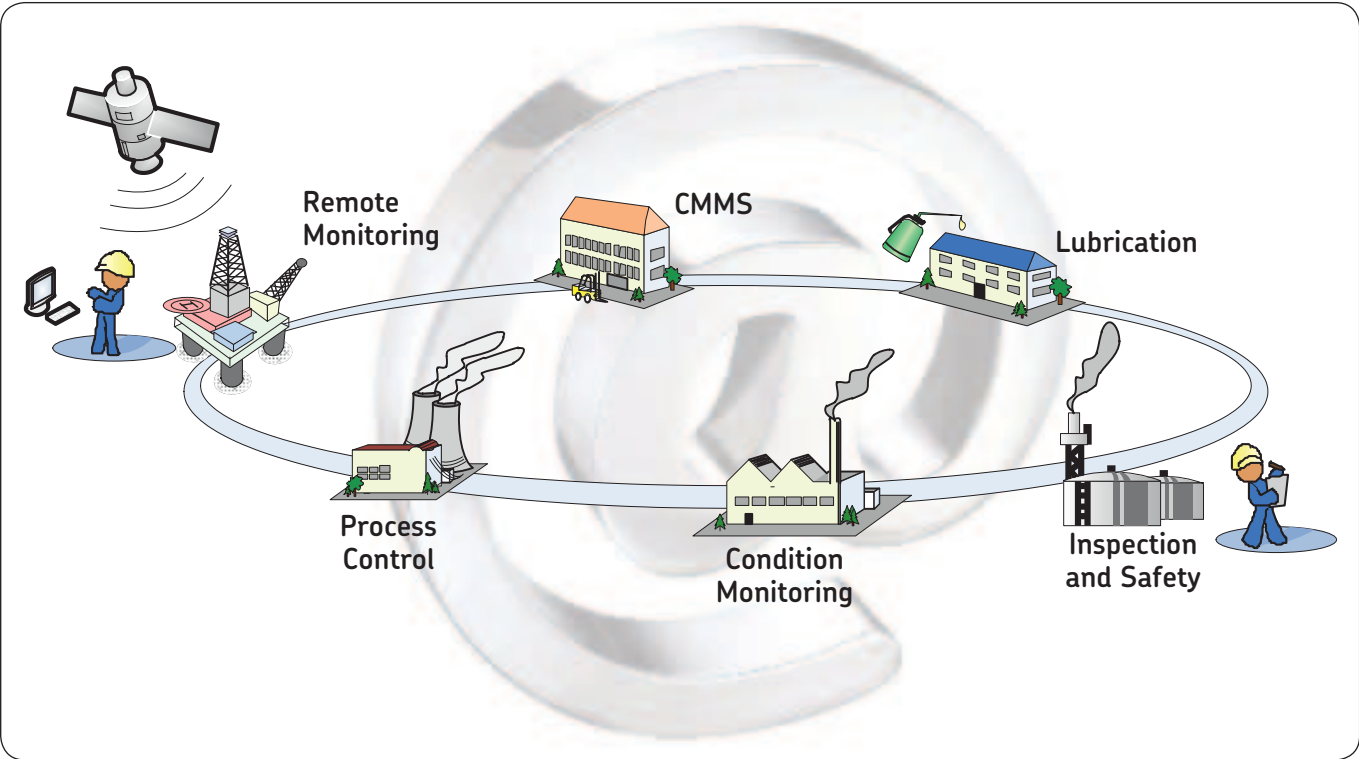 Remote
Monitoring
CMMS
Lubrication
Process
Control
Condition
Monitoring
Inspection
and Safety